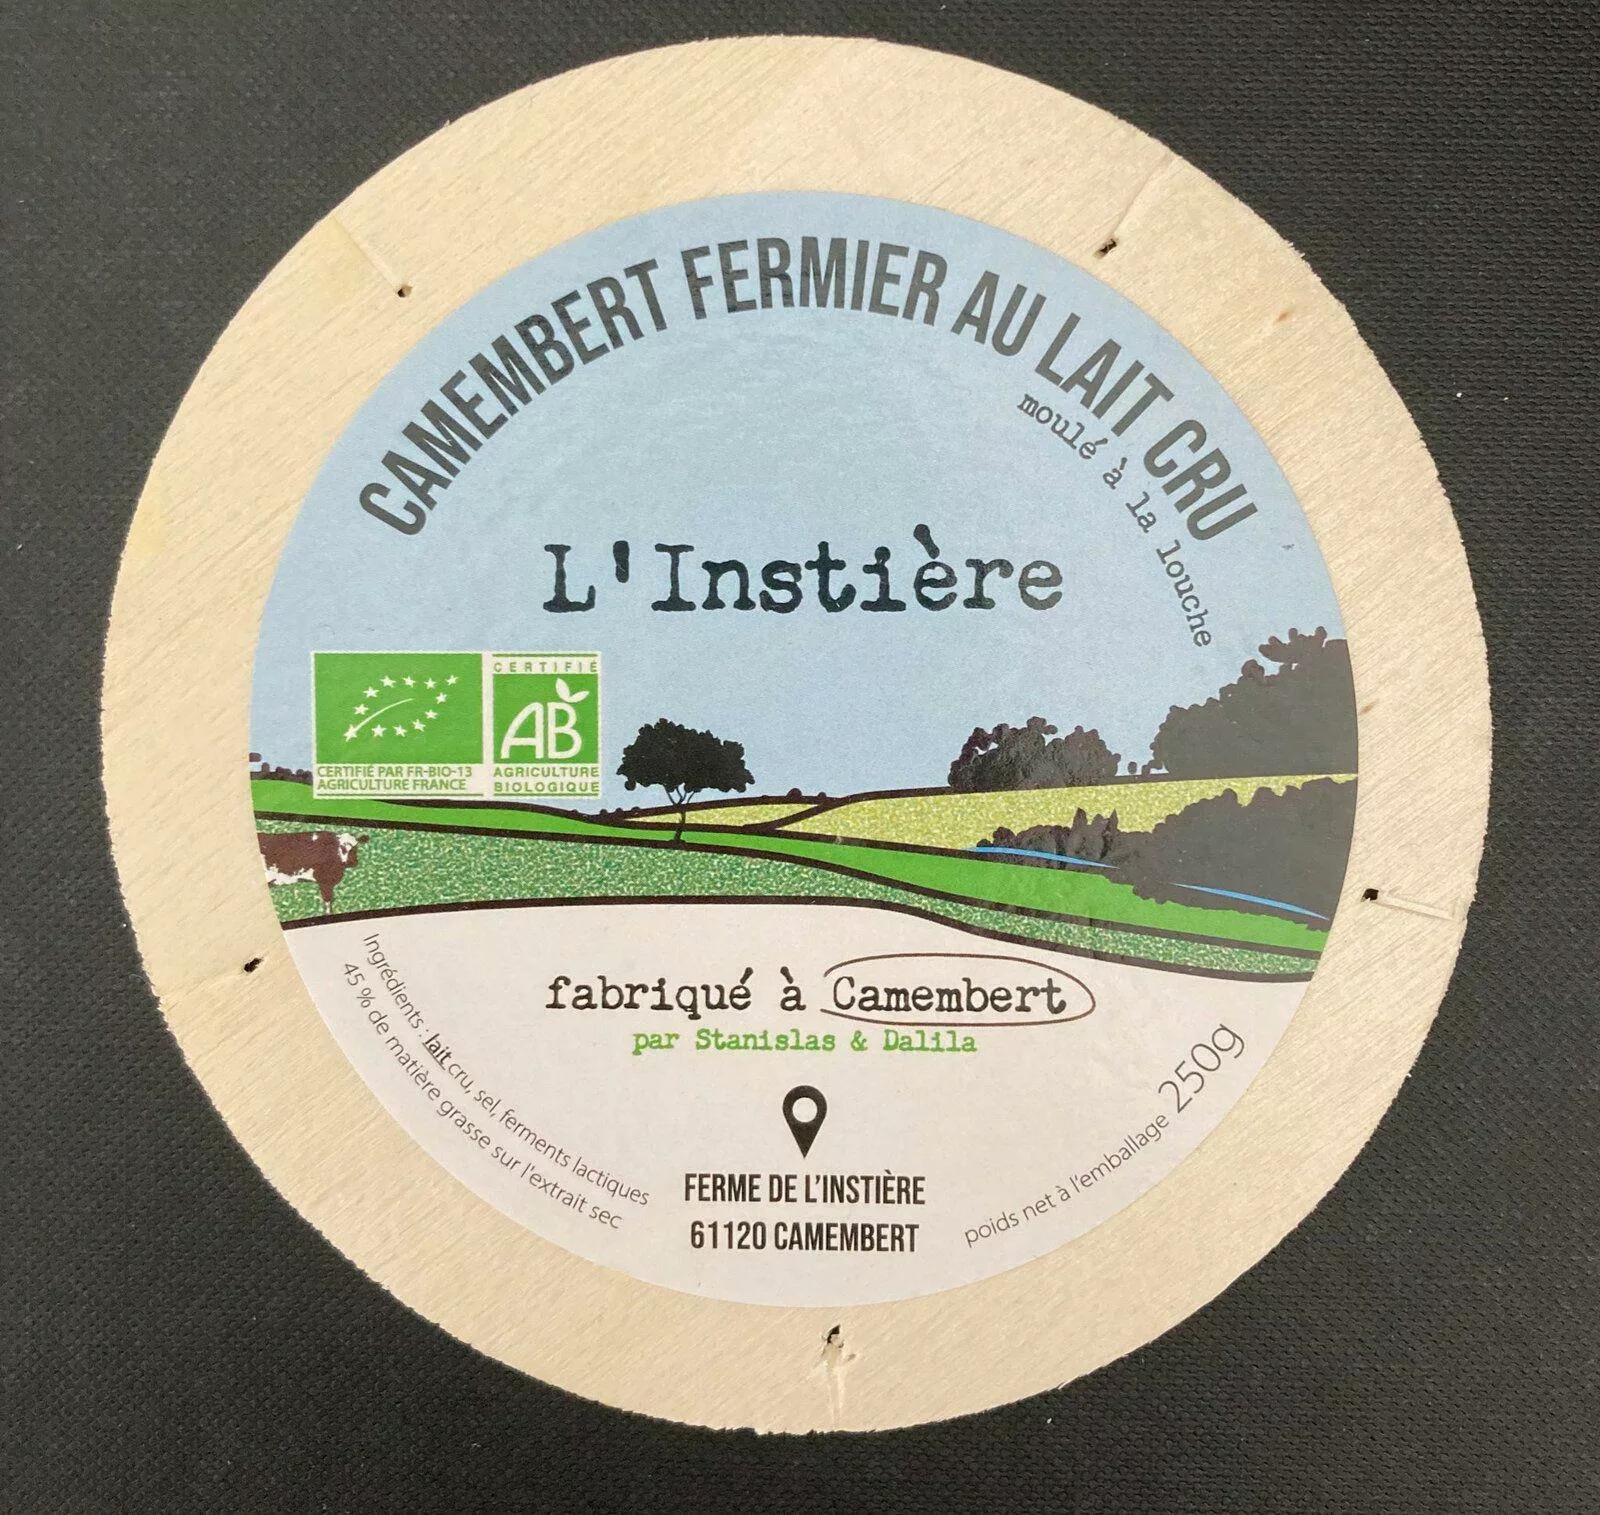 CAMEMBERT FERMIER AU LAIT CRU
moulé à la louche
L'Instière
CERTIFIÉ PAR FR-BIO-13
AGRICULTURE FRANCE
CERTIFIÉ
AB
AGRICULTURE
BIOLOGIQUE
fabriqué à Camembert
par Stanislas & Dalila
Ingrédients : lait cru, sel, ferments lactiques
45 % de matière grasse sur l'extrait sec
FERME DE L'INSTIÈRE
61120 CAMEMBERT
poids net à l'emballage 250g